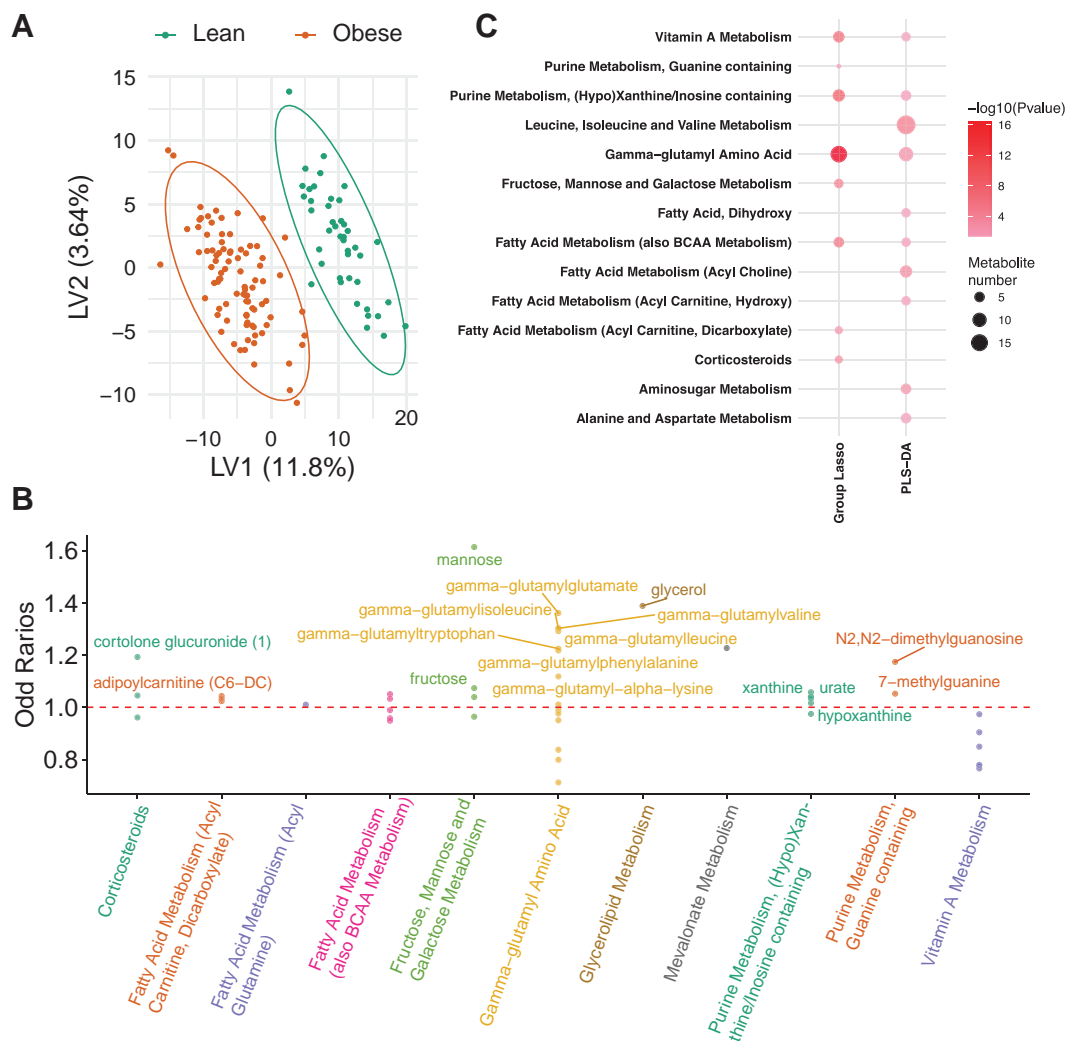 A
Lean
Obese
15
10
5
0
−5
−10
LV2 (3.64%)
−10
0
10
20
LV1 (11.8%)
C
Vitamin A Metabolism
Purine Metabolism, Guanine containing
Purine Metabolism, (Hypo)Xanthine/Inosine containing
Leucine, Isoleucine and Valine Metabolism
Gamma−glutamyl Amino Acid
Fructose, Mannose and Galactose Metabolism
Fatty Acid, Dihydroxy
Fatty Acid Metabolism (also BCAA Metabolism)
Fatty Acid Metabolism (Acyl Choline)
Fatty Acid Metabolism (Acyl Carnitine, Hydroxy)
Fatty Acid Metabolism (Acyl Carnitine, Dicarboxylate)
Corticosteroids
Aminosugar Metabolism
Alanine and Aspartate Metabolism
Group Lasso
PLS−DA
−log10(Pvalue)
16
12
8
4
Metabolite
number
5
10
15
B
Odd Rarios
1.6
1.4
1.2
1.0
0.8
mannose
gamma−glutamylglutamate
glycerol
gamma−glutamylisoleucine
gamma−glutamylvaline
gamma−glutamyltryptophan
gamma−glutamylleucine
cortolone glucuronide (1)
N2,N2−dimethylguanosine
gamma−glutamylphenylalanine
adipoylcarnitine (C6−DC)
fructose
gamma−glutamyl−alpha−lysine
xanthine
urate
7−methylguanine
hypoxanthine
Corticosteroids
Fatty Acid Metabolism (Acyl
Carnitine, Dicarboxylate)
Fatty Acid Metabolism (Acyl
Glutamine)
Fatty Acid Metabolism
(also BCAA Metabolism)
Fructose, Mannose and
Galactose Metabolism
Gamma−glutamyl Amino Acid
Glycerolipid Metabolism
Mevalonate Metabolism
Purine Metabolism, (Hypo)Xan-
thine/Inosine containing
Purine Metabolism,
Guanine containing
Vitamin A Metabolism